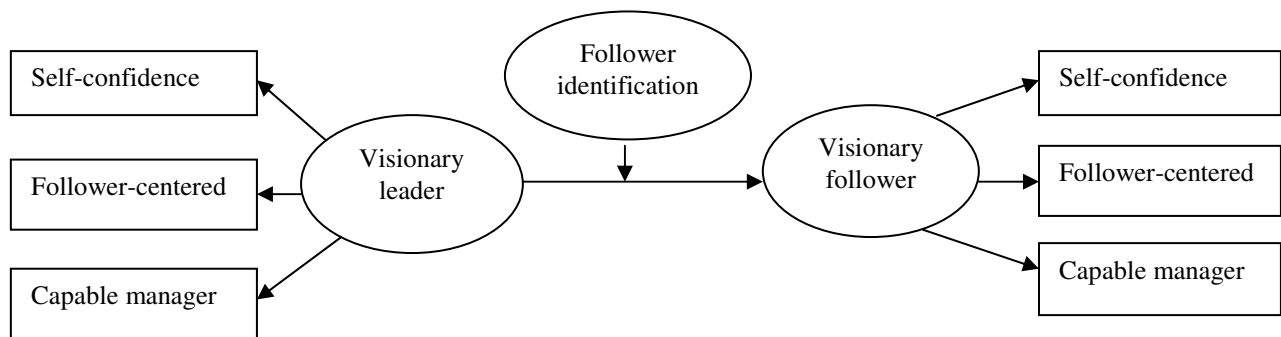 Self-confidence
Follower-centered
Capable manager
Visionary
leader
Follower
identification
Visionary
follower
Self-confidence
Follower-centered
Capable manager